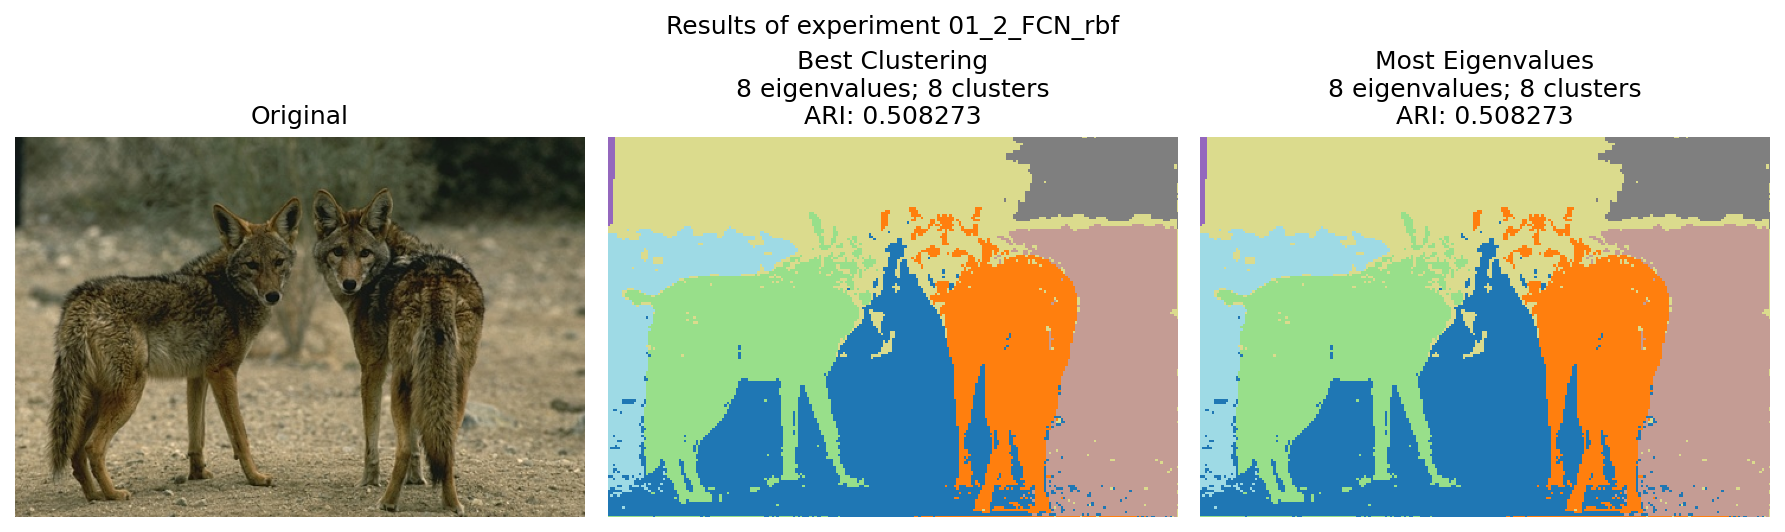 Results of experiment 01_2_FCN_rbf
Original
Best Clustering
8 eigenvalues; 8 clusters
ARI: 0.508273
Most Eigenvalues
8 eigenvalues; 8 clusters
ARI: 0.508273